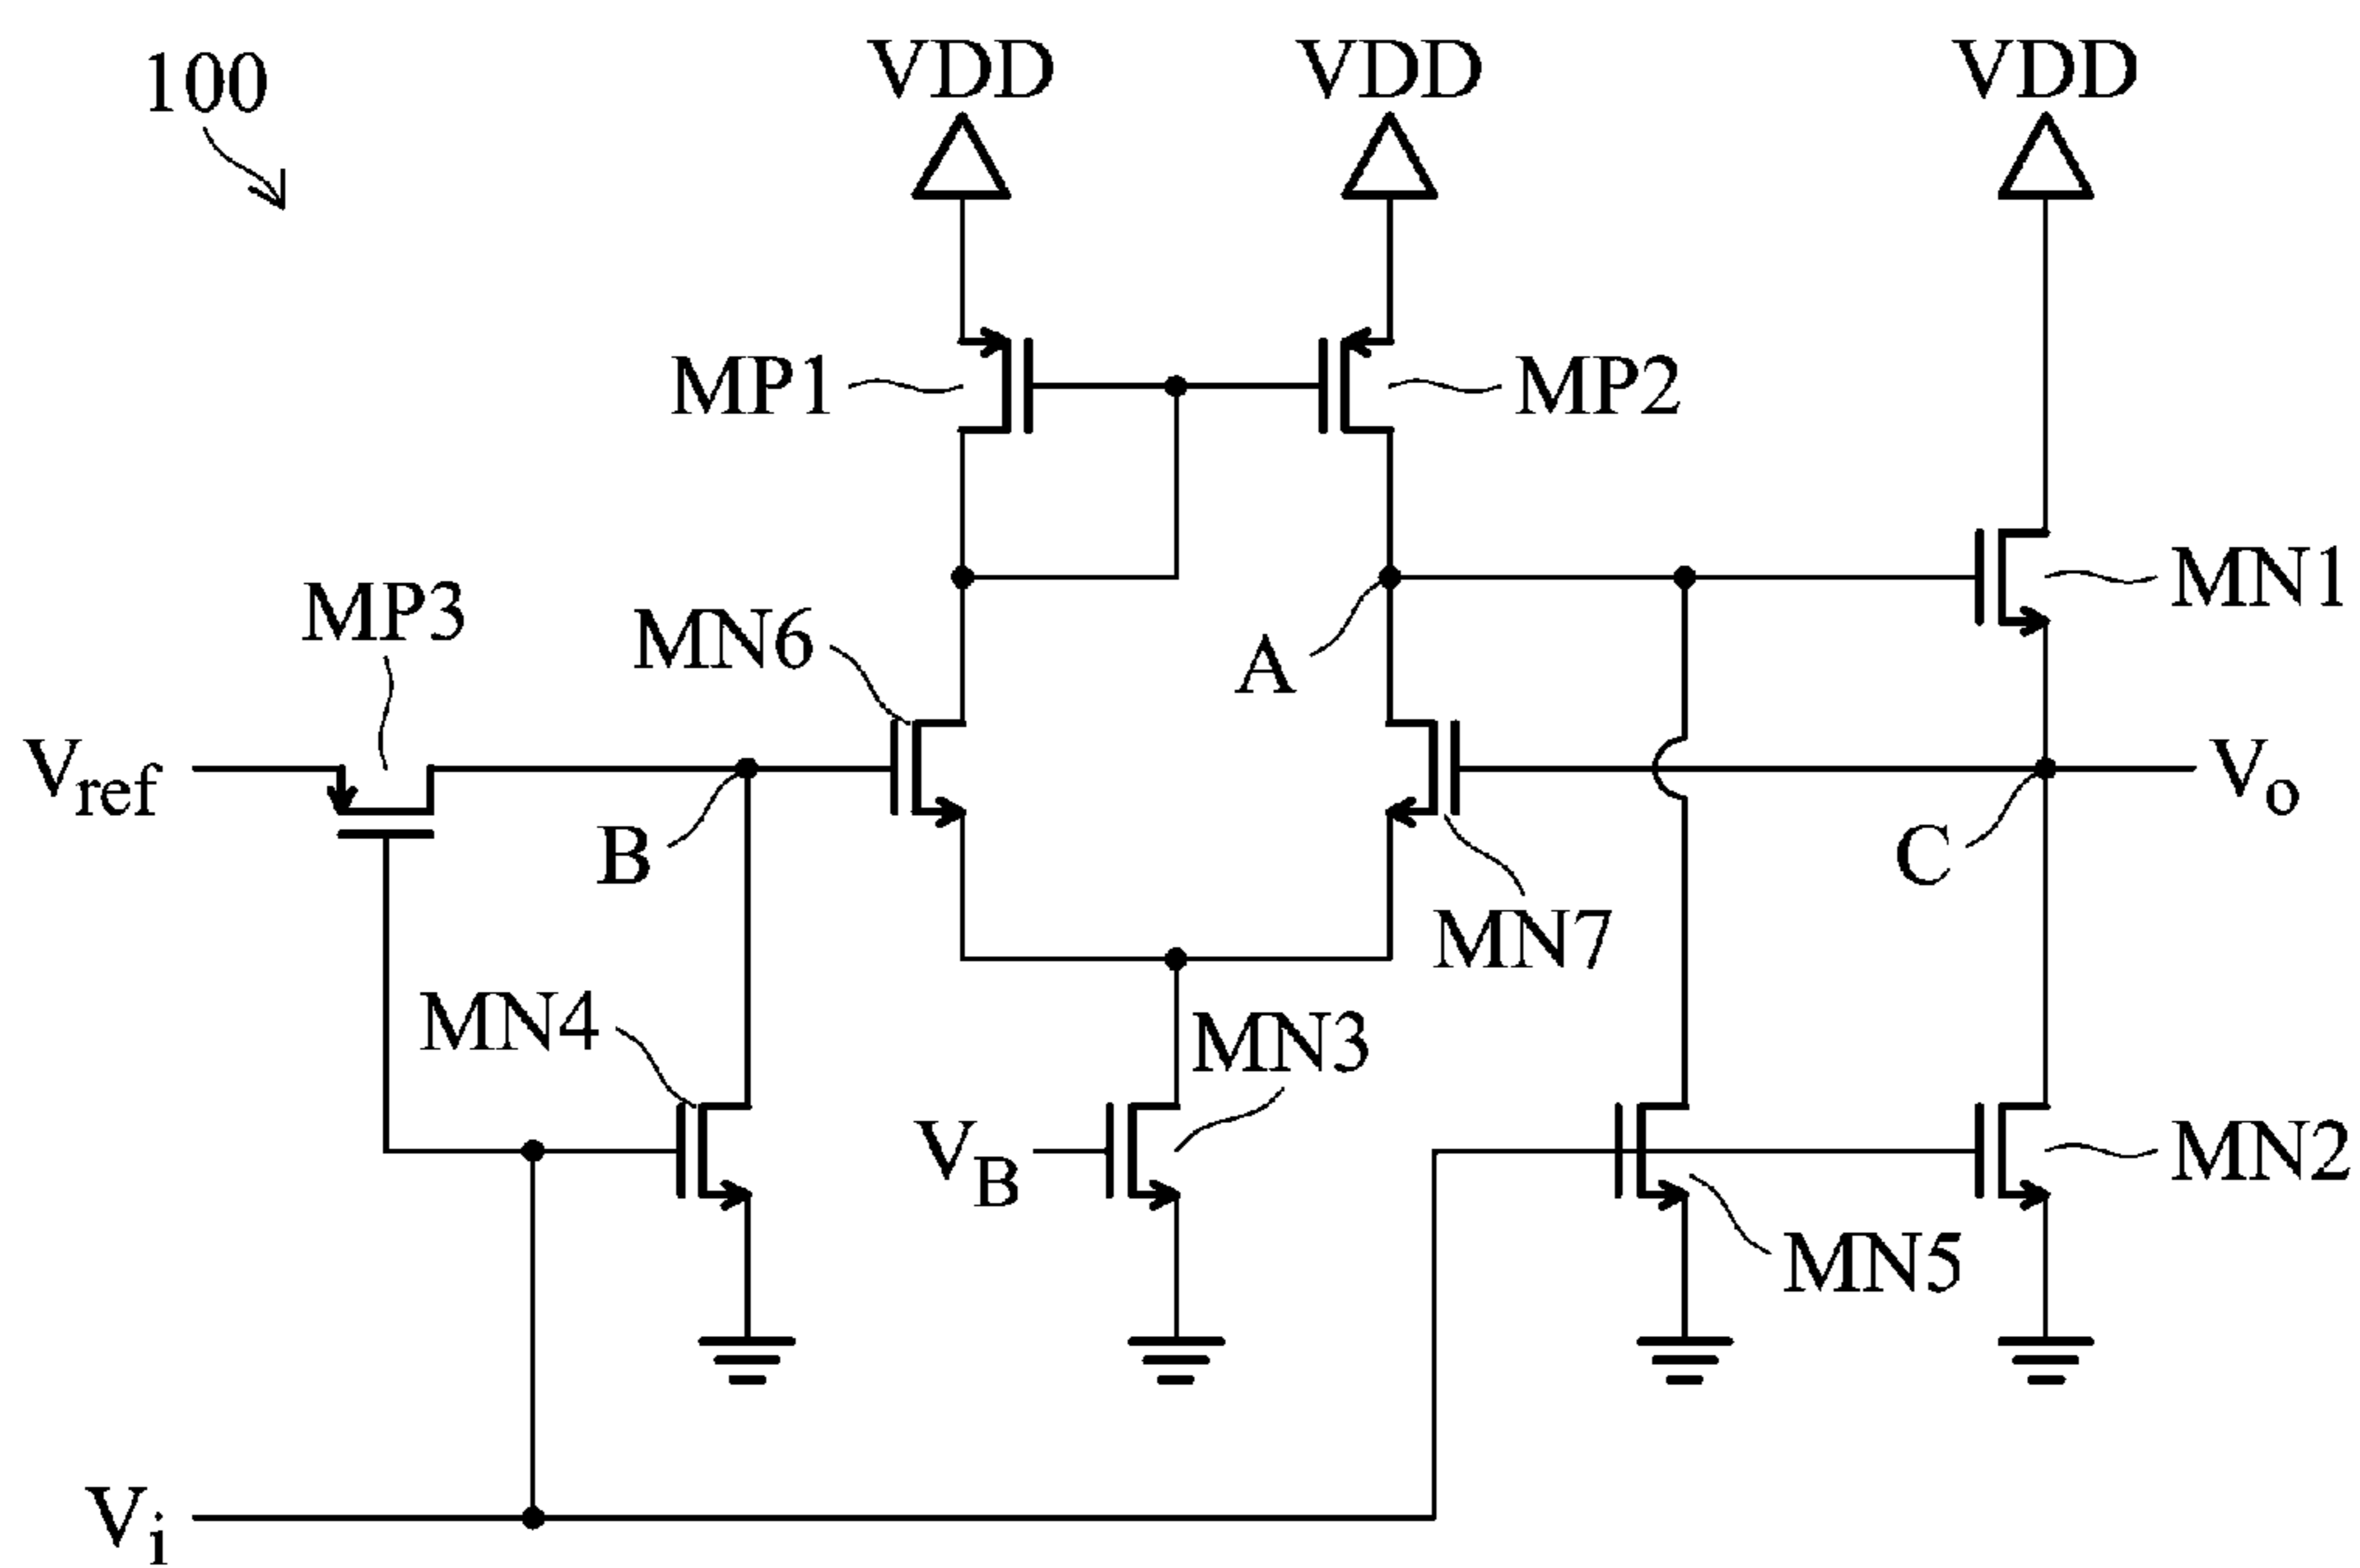 100
VDD VDD VDD
MP1 MP2
MN1
MP3
MN6
A
Vref
Vo
B
C
MN7
MN4
MN3
VB
MN2
MN5
Vi